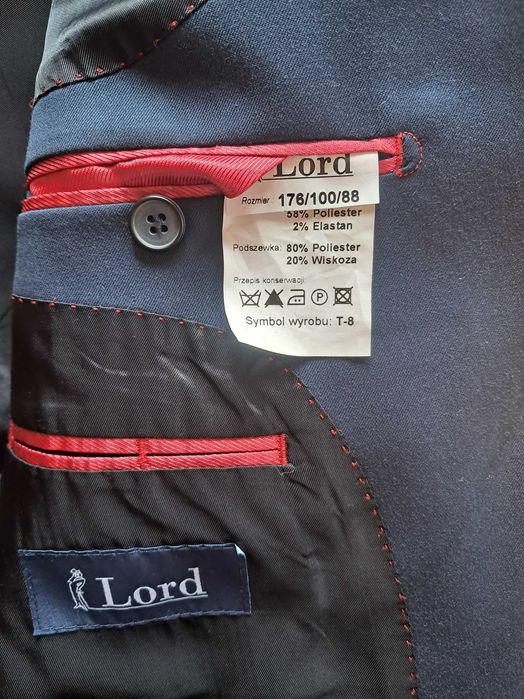 Lord
Rozmiar: 176/100/88
58% Poliester
2% Elastan
Podszewka: 80% Poliester
20% Wiskoza
Przepis konserwacji:
Symbol wyrobu: T-8
Lord